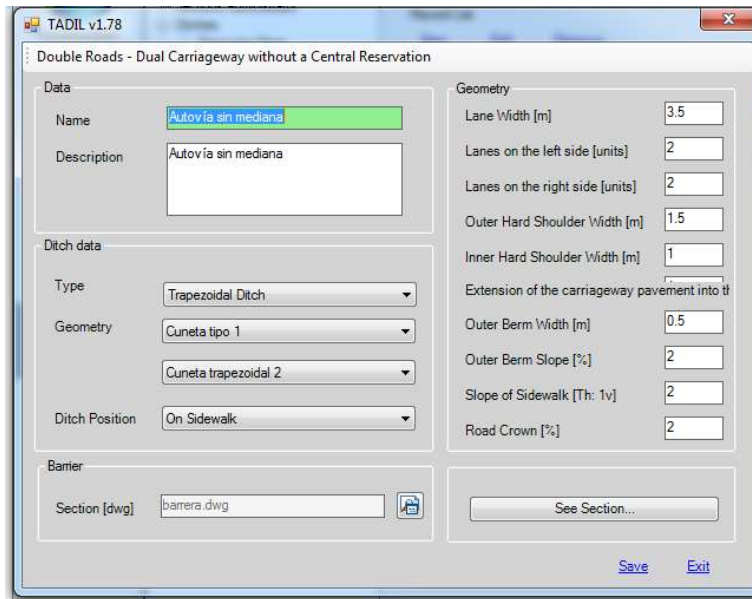 TADIL v1.78
Double Roads - Dual Carriageway without a Central Reservation
Data
Name
Autovía sin mediana
Description
Autovía sin mediana
Ditch data
Type
Trapezoidal Ditch
Geometry
Cuneta tipo 1
Cuneta trapezoidal 2
Ditch Position
On Sidewalk
Barrier
Section [dwg]
barrera.dwg
Geometry
Lane Width [m]
3.5
Lanes on the left side [units]
2
Lanes on the right side [units]
2
Outer Hard Shoulder Width [m]
1.5
Inner Hard Shoulder Width [m]
1
Extension of the carriageway pavement into th
Outer Berm Width [m]
0.5
Outer Berm Slope [%]
2
Slope of Sidewalk [Th: 1v]
2
Road Crown [%]
2
See Section...
Save
Exit